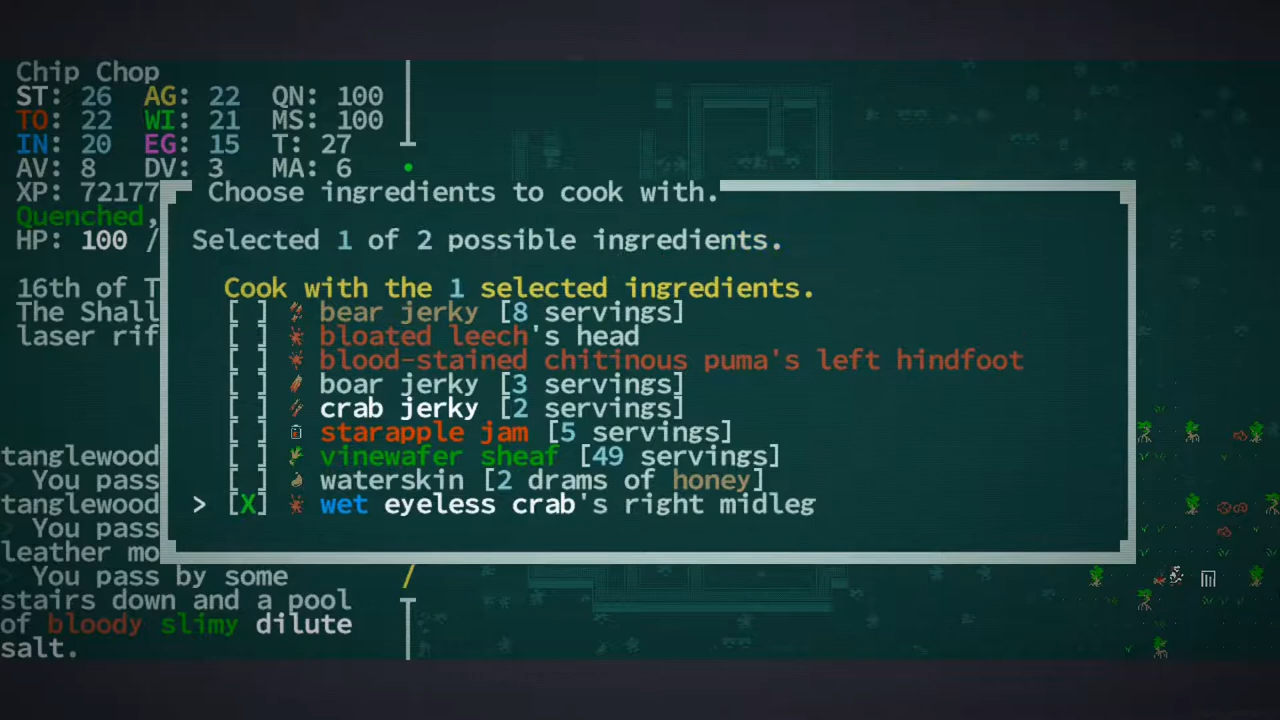 Chip Chop
ST: 26 AG: 22 QN: 100
TO: 22 WI: 21 MS: 100
IN: 20 EG: 15 T: 27
AV: 8 DV: 3 MA: 6
XP: 72177
Quenched,
HP: 100 /
16th of T
The Shall
laser rif
Choose ingredients to cook with.
Selected 1 of 2 possible ingredients.
Cook with the 1 selected ingredients.
[ ] bear jerky [8 servings]
[ ] bloated leech's head
[ ] blood-stained chitinous puma's left hindfoot
[ ] boar jerky [3 servings]
[ ] crab jerky [2 servings]
[ ] starapple jam [5 servings]
[ ] vinewafer sheaf [49 servings]
[ ] waterskin [2 drams of honey]
> [X] wet eyeless crab's right midleg
tanglewood
> You pass
tanglewood
> You pass
leather mo
> You pass by some
stairs down and a pool
of bloody slimy dilute
salt.